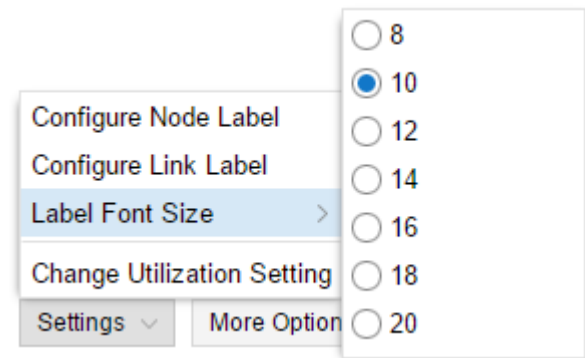 8
10
12
14
16
18
20
Configure Node Label
Configure Link Label
Label Font Size
Change Utilization Setting
Settings
More Option